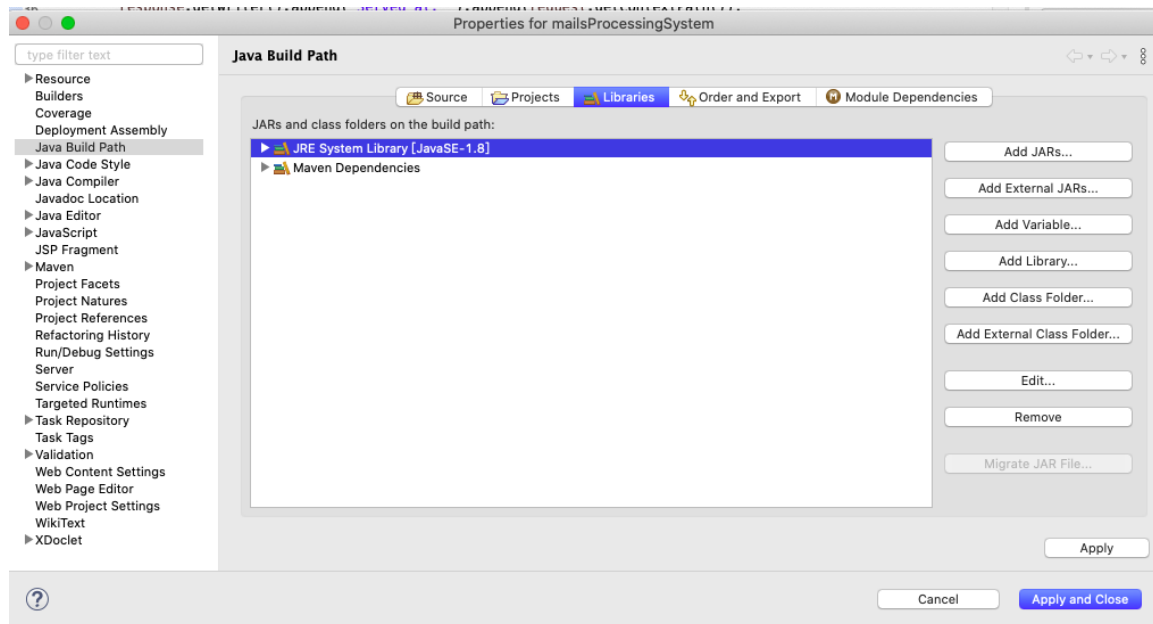 Properties for mailsProcessingSystem
type filter text
Java Build Path
Resource
Builders
Coverage
Deployment Assembly
Java Build Path
Java Code Style
Java Compiler
Javadoc Location
Java Editor
JavaScript
JSP Fragment
Maven
Project Facets
Project Natures
Project References
Refactoring History
Run/Debug Settings
Server
Service Policies
Targeted Runtimes
Task Repository
Task Tags
Validation
Web Content Settings
Web Page Editor
Web Project Settings
WikiText
XDoclet
Source Projects Libraries Order and Export Module Dependencies
JARs and class folders on the build path:
JRE System Library [JavaSE-1.8]
Maven Dependencies
Add JARs...
Add External JARs...
Add Variable...
Add Library...
Add Class Folder...
Add External Class Folder...
Edit...
Remove
Migrate JAR File...
Apply
?
Cancel Apply and Close